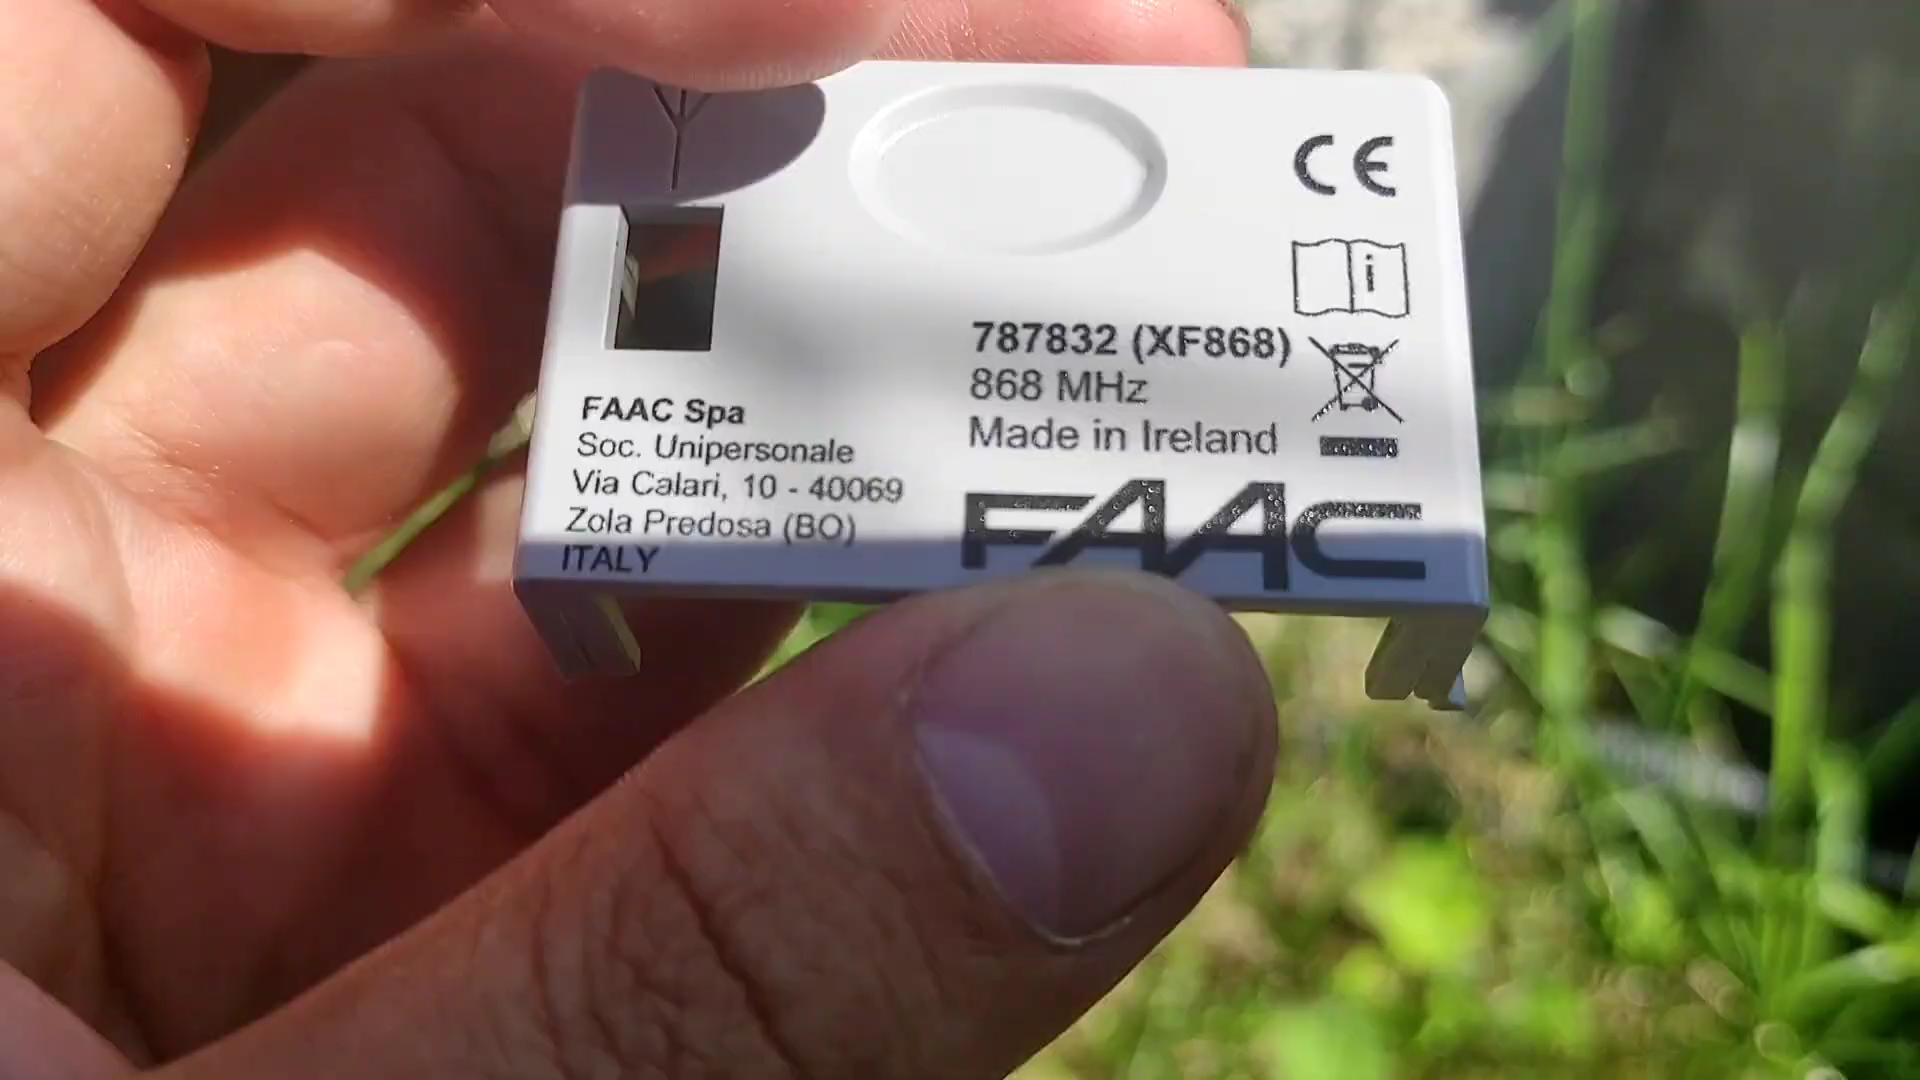 CE
i
787832 (XF868)
868 MHz
Made in Ireland
FAAC Spa
Soc. Unipersonale
Via Calari, 10 - 40069
Zola Predosa (BO)
ITALY
FAAC